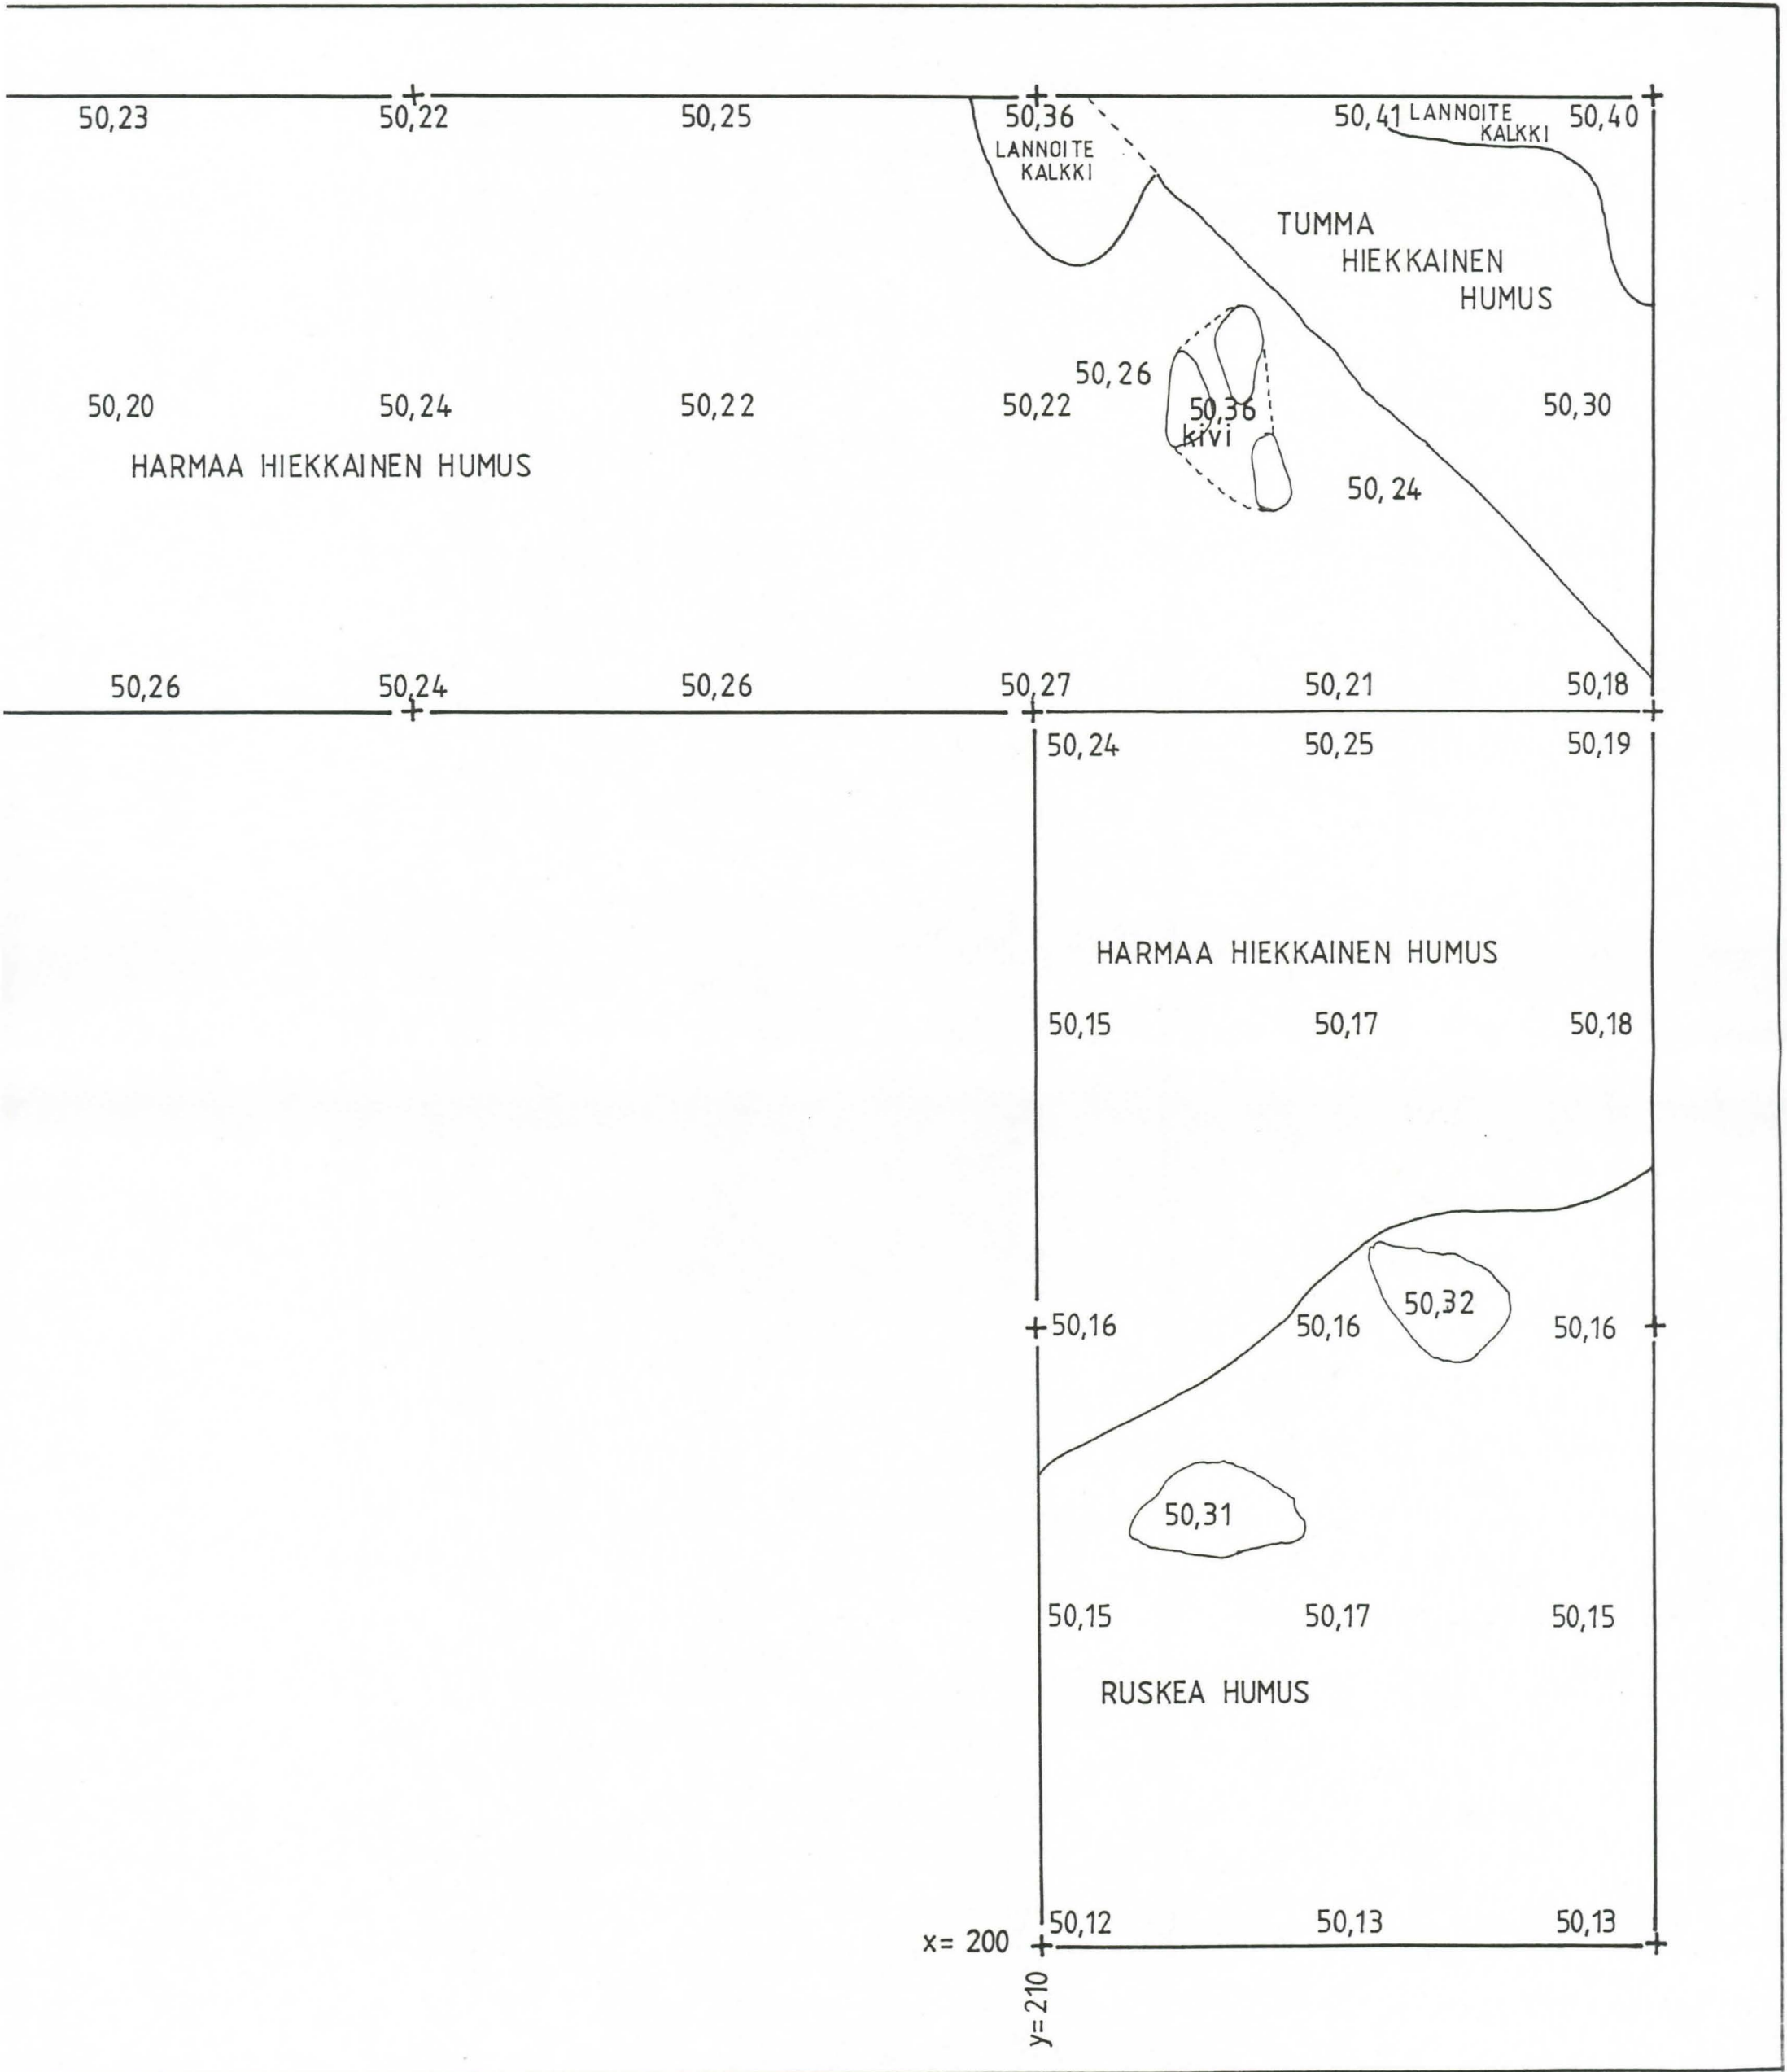 50,23 50,22 50,25 50,36 50,41 LANNOITE 50,40
KALKKI
LANNOITE
KALKKI
TUMMA
HIEKKAINEN
HUMUS
50,26
50,20 50,24 50,22 50,22 50,36 50,30
kivi
HARMAA HIEKKAINEN HUMUS
50,24
50,26 50,24 50,26 50,27 50,21 50,18
50,24 50,25 50,19
HARMAA HIEKKAINEN HUMUS
50,15 50,17 50,18
50,32
50,16 50,16 50,16
50,31
50,15 50,17 50,15
RUSKEA HUMUS
50,12 50,13 50,13
x= 200
y= 210